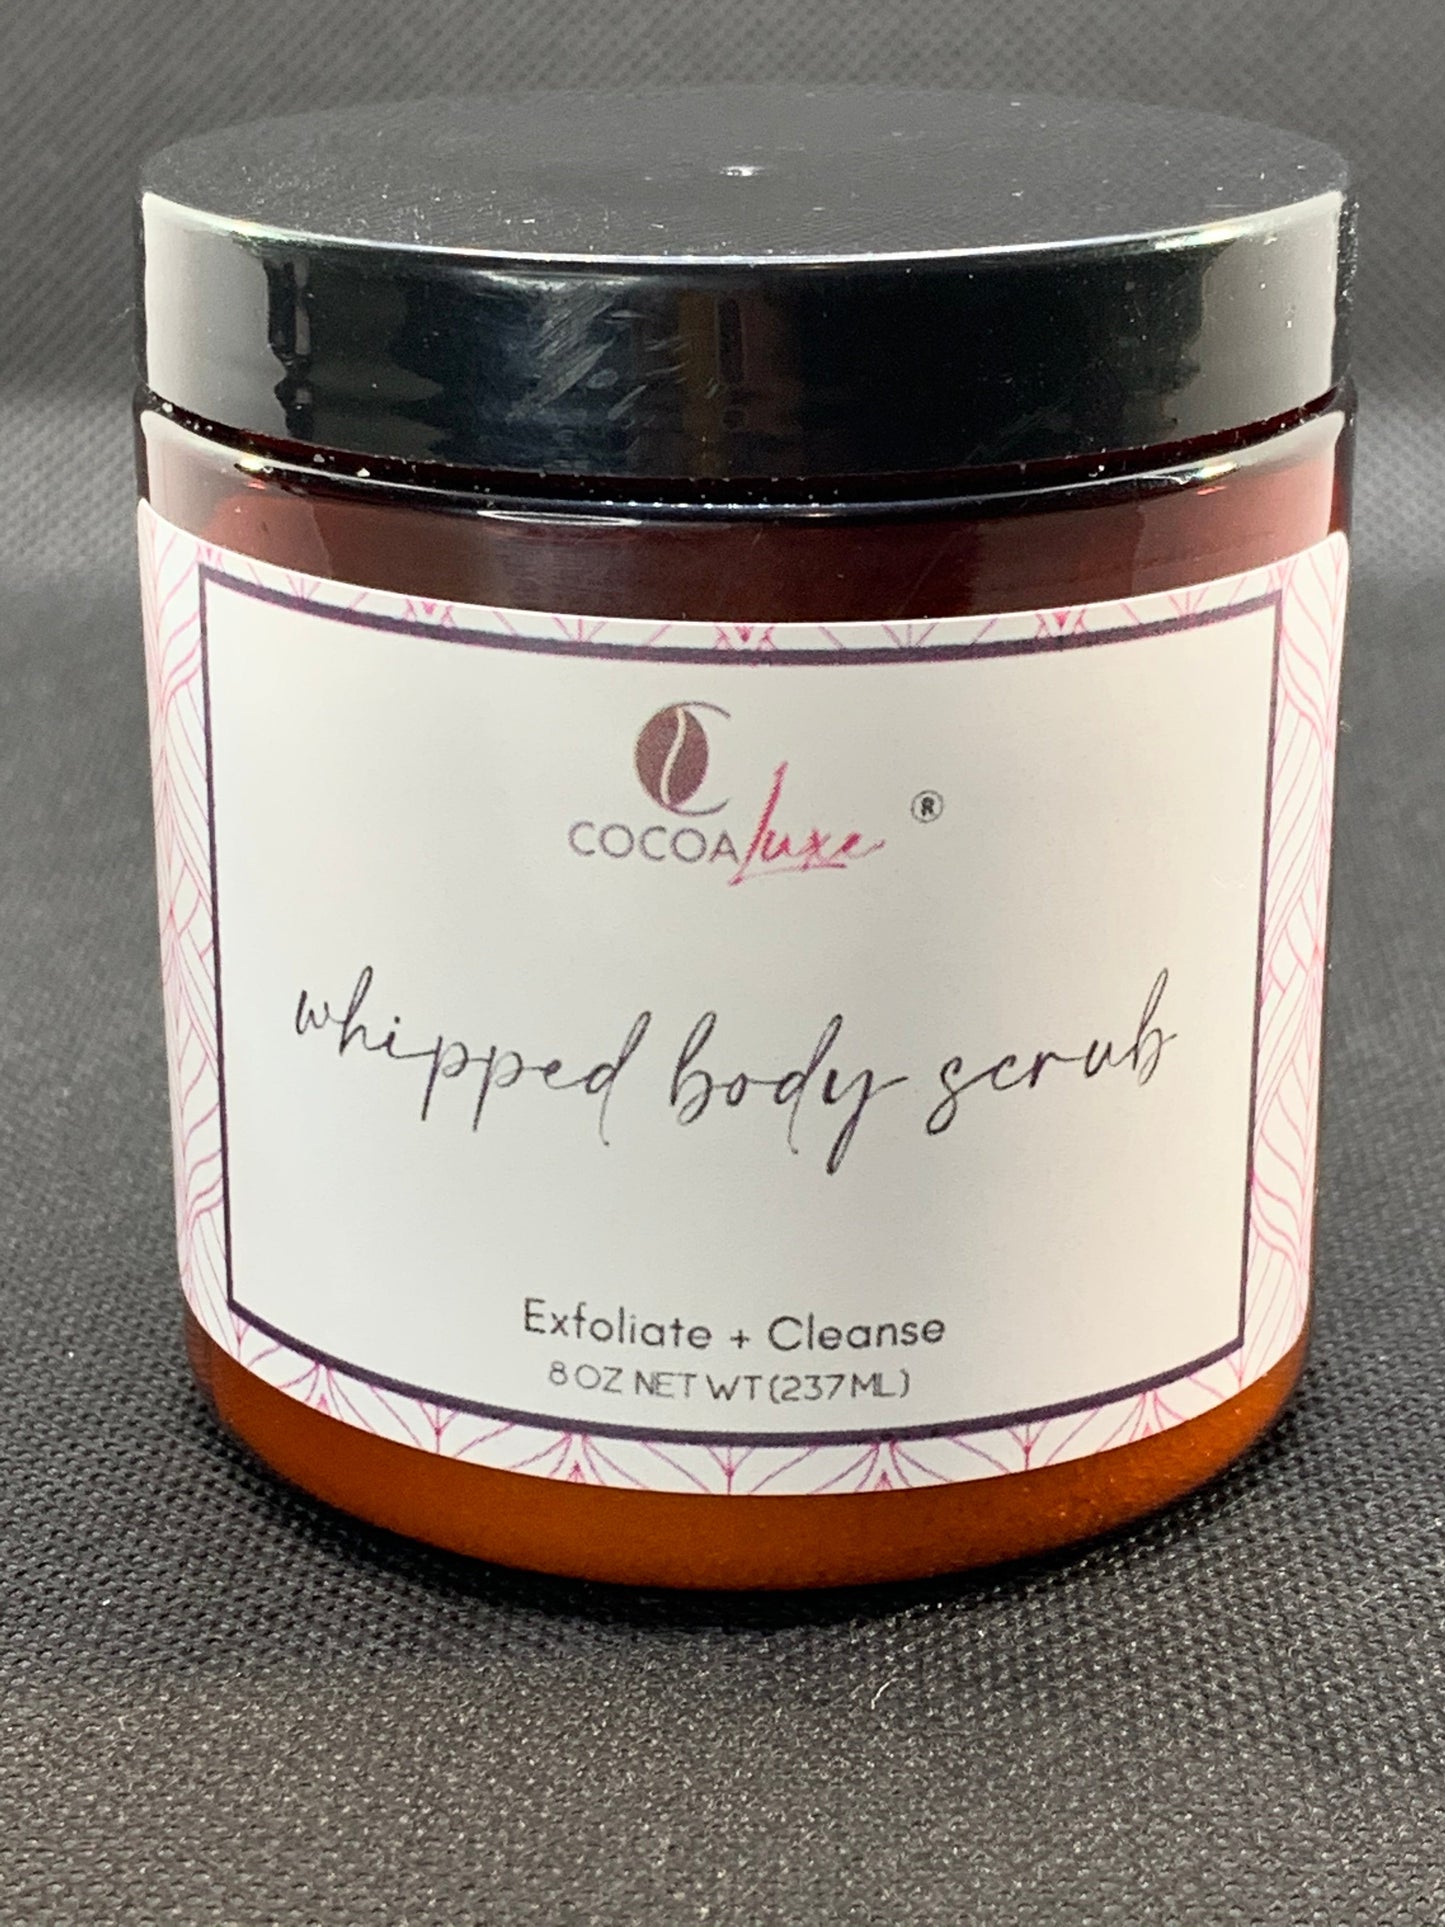 COCOALuxe ®
whipped body scrub
Exfoliate + Cleanse
8 OZ NET WT (237 ML)